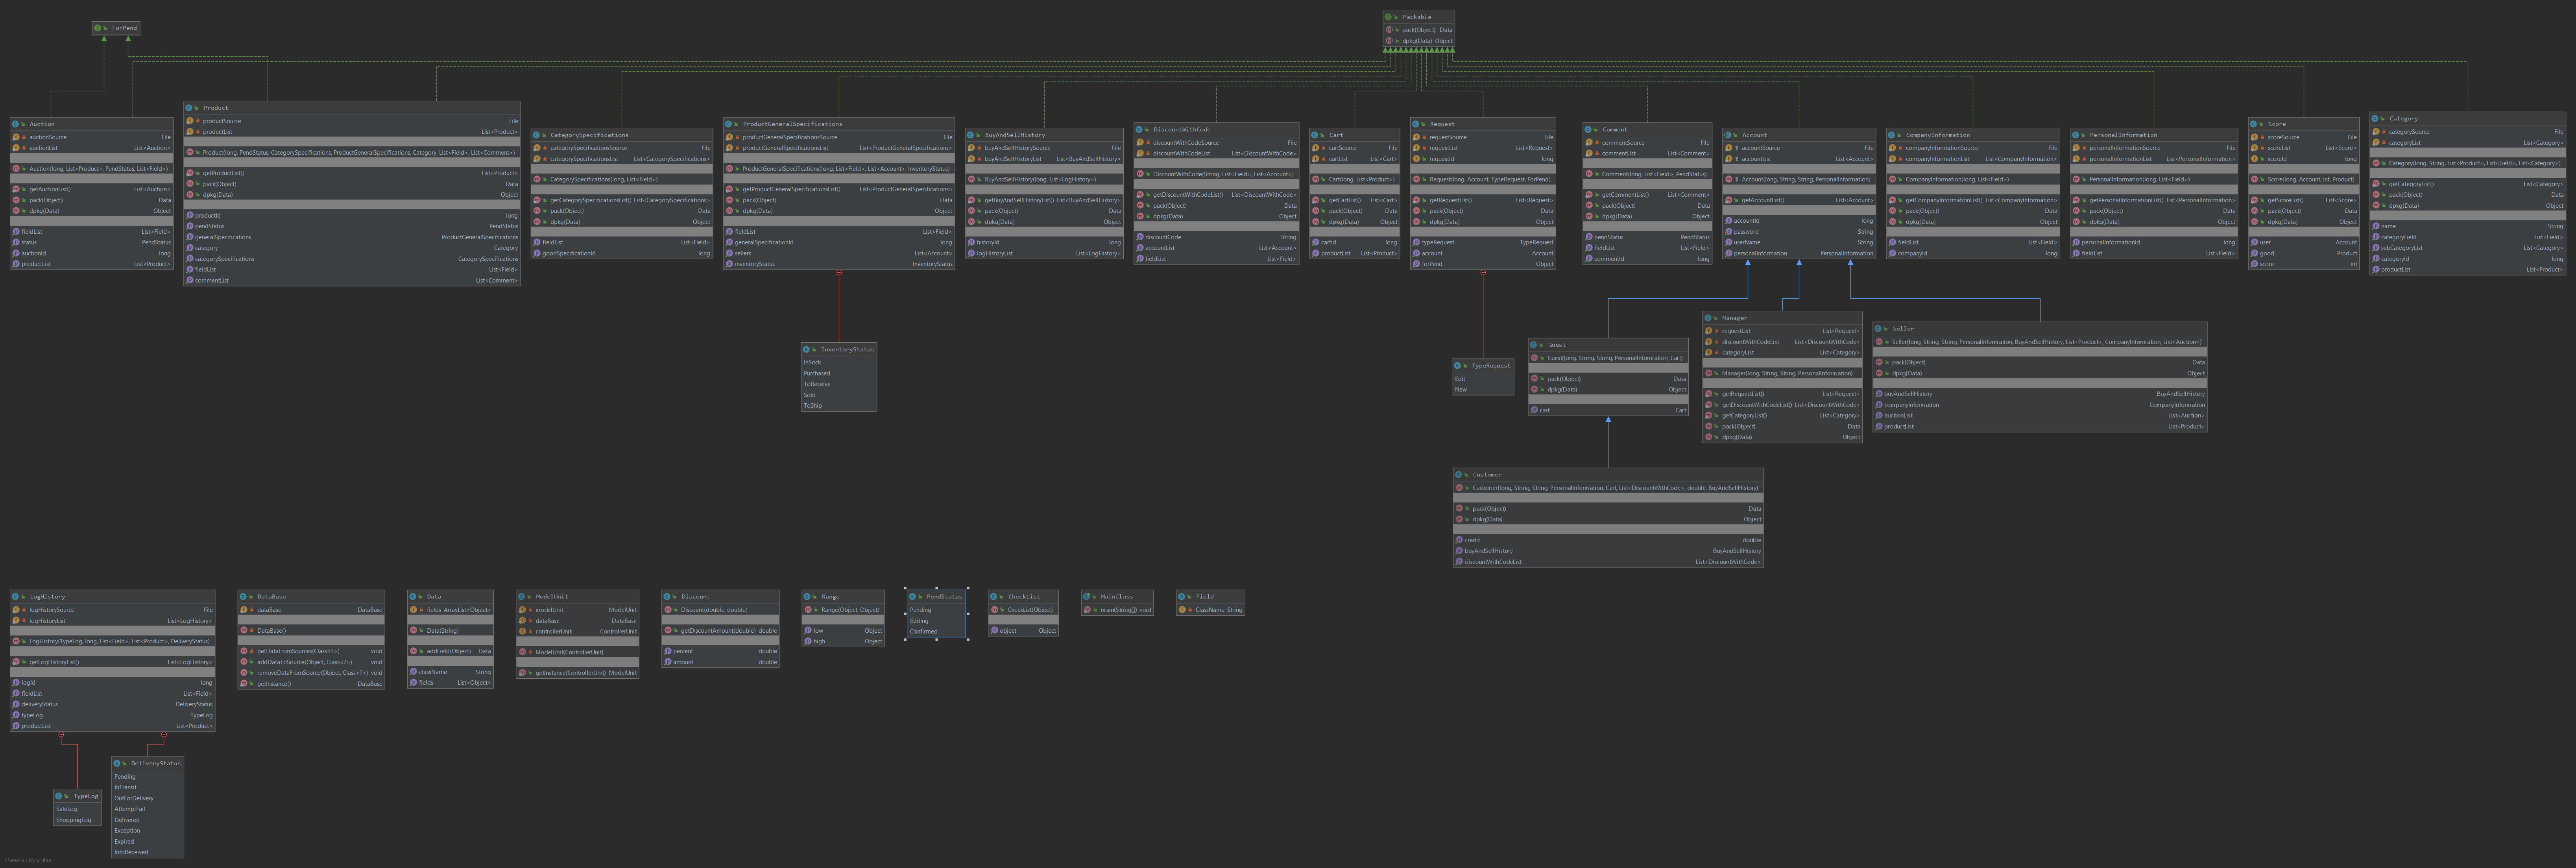 ForPend
Packable
pack(Object) Data
dpkg(Data) Object
Auction
auctionSource File
auctionList List<Auction>
Auction(long, List<Product>, PendStatus, List<Field>)
getAuctionList() List<Auction>
pack(Object) Data
dpkg(Data) Object
fieldList List<Field>
status PendStatus
auctionId long
productList List<Product>
Product
productSource File
productList List<Product>
Product(long, PendStatus, CategorySpecifications, ProductGeneralSpecifications, Category, List<Field>, List<Comment>)
getProductList() List<Product>
pack(Object) Data
dpkg(Data) Object
productId long
pendStatus PendStatus
generalSpecifications ProductGeneralSpecifications
category Category
categorySpecifications CategorySpecifications
fieldList List<Field>
commentList List<Comment>
CategorySpecifications
categorySpecificationsSource File
categorySpecificationsList List<CategorySpecifications>
CategorySpecifications(long, List<Field>)
getCategorySpecificationsList() List<CategorySpecifications>
pack(Object) Data
dpkg(Data) Object
fieldList List<Field>
goodSpecificationId long
ProductGeneralSpecifications
productGeneralSpecificationsSource File
productGeneralSpecificationsList List<ProductGeneralSpecifications>
ProductGeneralSpecifications(long, List<Field>, List<Account>, InventoryStatus)
getProductGeneralSpecificationsList() List<ProductGeneralSpecifications>
pack(Object) Data
dpkg(Data) Object
fieldList List<Field>
generalSpecificationId long
sellers List<Account>
inventoryStatus InventoryStatus
BuyAndSellHistory
buyAndSellHistorySource File
buyAndSellHistoryList List<BuyAndSellHistory>
BuyAndSellHistory(long, List<LogHistory>)
getBuyAndSellHistoryList() List<BuyAndSellHistory>
pack(Object) Data
dpkg(Data) Object
historyId long
logHistoryList List<LogHistory>
DiscountWithCode
discountWithCodeSource File
discountWithCodeList List<DiscountWithCode>
DiscountWithCode(String, List<Field>, List<Account>)
getDiscountWithCodeList() List<DiscountWithCode>
pack(Object) Data
dpkg(Data) Object
discountCode String
accountList List<Account>
fieldList List<Field>
Cart
cartSource File
cartList List<Cart>
Cart(long, List<Product>)
getCartList() List<Cart>
pack(Object) Data
dpkg(Data) Object
cartId long
productList List<Product>
Request
requestSource File
requestList List<Request>
requestId long
Request(long, Account, TypeRequest, ForPend)
getRequestList() List<Request>
pack(Object) Data
dpkg(Data) Object
typeRequest TypeRequest
account Account
forPend Object
Comment
commentSource File
commentList List<Comment>
Comment(long, List<Field>, PendStatus)
getCommentList() List<Comment>
pack(Object) Data
dpkg(Data) Object
pendStatus PendStatus
fieldList List<Field>
commentId long
Account
accountSource File
accountList List<Account>
Account(long, String, String, PersonalInformation)
getAccountList() List<Account>
accountId long
password String
userName String
personalInformation PersonalInformation
CompanyInformation
companyInformationSource File
companyInformationList List<CompanyInformation>
CompanyInformation(long, List<Field>)
getCompanyInformationList() List<CompanyInformation>
pack(Object) Data
dpkg(Data) Object
fieldList List<Field>
companyId long
PersonalInformation
personalInformationSource File
personalInformationList List<PersonalInformation>
PersonalInformation(long, List<Field>)
getPersonalInformationList() List<PersonalInformation>
pack(Object) Data
dpkg(Data) Object
personalInformationId long
fieldList List<Field>
Score
scoreSource File
scoreList List<Score>
scoreId long
Score(long, Account, int, Product)
getScoreList() List<Score>
pack(Object) Data
dpkg(Data) Object
user Account
good Product
score int
Category
categorySource File
categoryList List<Category>
Category(long, String, List<Product>, List<Field>, List<Category>)
getCategoryList() List<Category>
pack(Object) Data
dpkg(Data) Object
name String
categoryField List<Field>
subCategoryList List<Category>
categoryId long
productList List<Product>
InventoryStatus
InSock
Purchased
ToReceive
Sold
ToShip
TypeRequest
Edit
New
Guest
Guest(long, String, String, PersonalInformation, Cart)
pack(Object) Data
dpkg(Data) Object
cart Cart
Manager
requestList List<Request>
discountWithCodeList List<DiscountWithCode>
categoryList List<Category>
Manager(long, String, String, PersonalInformation)
getRequestList() List<Request>
getDiscountWithCodeList() List<DiscountWithCode>
getCategoryList() List<Category>
pack(Object) Data
dpkg(Data) Object
Seller
Seller(long, String, String, PersonalInformation, BuyAndSellHistory, List<Product>, CompanyInformation, List<Auction>)
pack(Object) Data
dpkg(Data) Object
buyAndSellHistory BuyAndSellHistory
companyInformation CompanyInformation
auctionList List<Auction>
productList List<Product>
Customer
Customer(long, String, String, PersonalInformation, Cart, List<DiscountWithCode>, double, BuyAndSellHistory)
pack(Object) Data
dpkg(Data) Object
credit double
buyAndSellHistory BuyAndSellHistory
discountWithCodeList List<DiscountWithCode>
LogHistory
logHistorySource File
logHistoryList List<LogHistory>
LogHistory(TypeLog, long, List<Field>, List<Product>, DeliveryStatus)
getLogHistoryList() List<LogHistory>
logId long
fieldList List<Field>
deliveryStatus DeliveryStatus
typeLog TypeLog
productList List<Product>
DataBase
dataBase DataBase
DataBase()
getDataFromSources(Class<?>) void
addDataToSource(Object, Class<?>) void
removeDataFromSource(Object, Class<?>) void
getInstance() DataBase
Data
fields ArrayList<Object>
Data(String)
addField(Object) Data
className String
fields List<Object>
ModelUnit
modelUnit ModelUnit
dataBase DataBase
controllerUnit ControllerUnit
ModelUnit(ControllerUnit)
getInstance(ControllerUnit) ModelUnit
Discount
Discount(double, double)
getDiscountAmount(double) double
percent double
amount double
Range
Range(Object, Object)
low Object
high Object
PendStatus
Pending
Editing
Confirmed
CheckList
CheckList(Object)
object Object
MainClass
main(String[]) void
Field
ClassName String
TypeLog
SaleLog
ShoppingLog
DeliveryStatus
Pending
InTransit
OutForDelivery
AttemptFail
Delivered
Exception
Expired
InfoReceived
Powered by yFiles